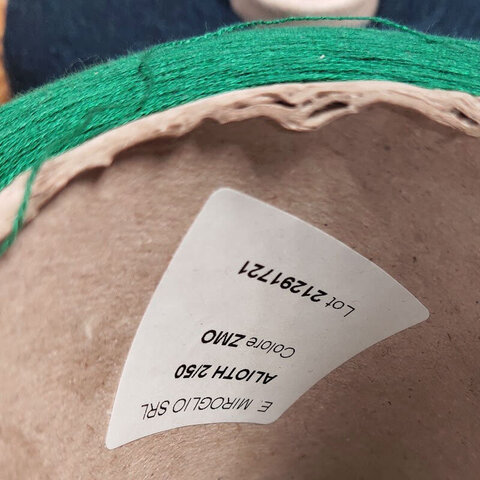 E. MIROGLIO SRL
ALIOTH 2/50
Colore ZMO
Lot 21291721